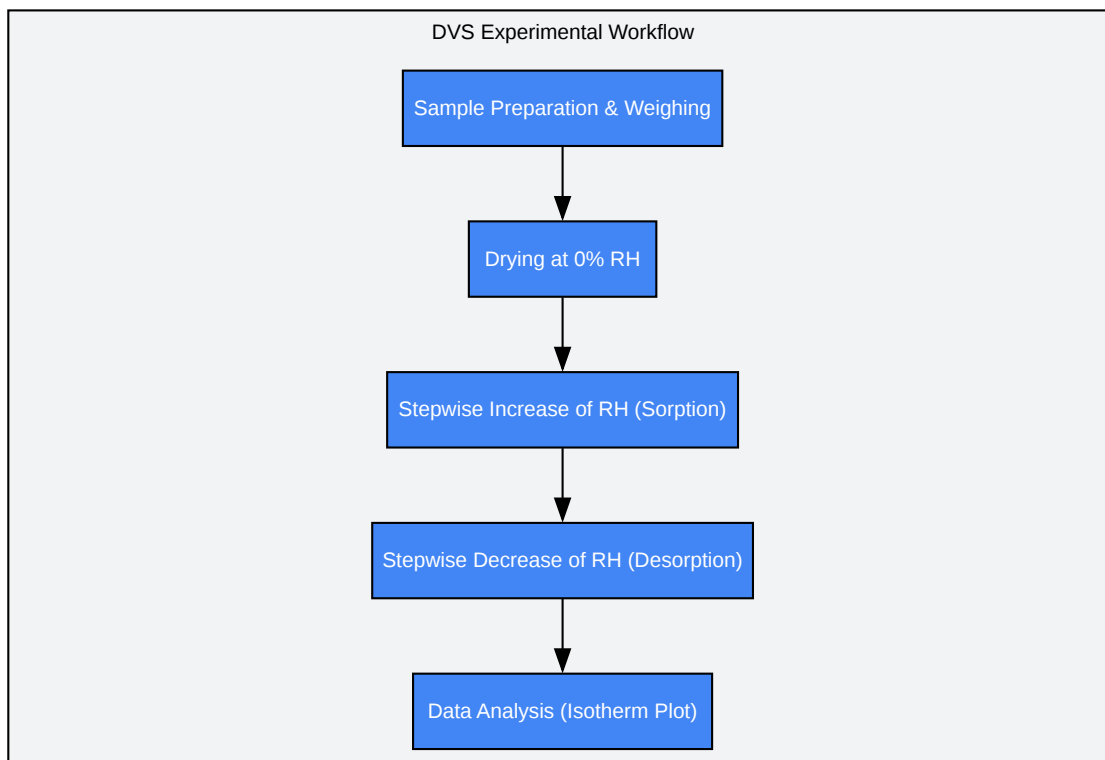 DVS Experimental Workflow
Sample Preparation & Weighing
Drying at 0% RH
Stepwise Increase of RH (Sorption)
Stepwise Decrease of RH (Desorption)
Data Analysis (Isotherm Plot)